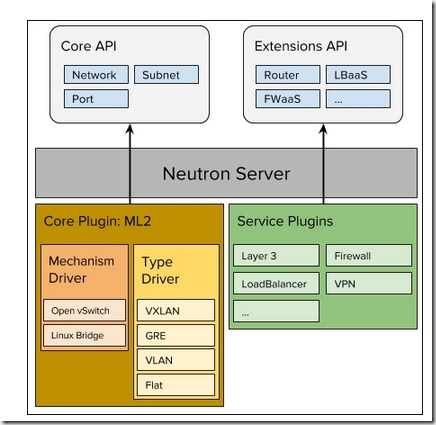 Core API
Network
Subnet
Port
Extensions API
Router
LBaaS
FWaaS
...
Neutron Server
Core Plugin: ML2
Mechanism
Driver
Open vSwitch
Linux Bridge
Type
Driver
VXLAN
GRE
VLAN
Flat
Service Plugins
Layer 3
Firewall
LoadBalancer
VPN
...